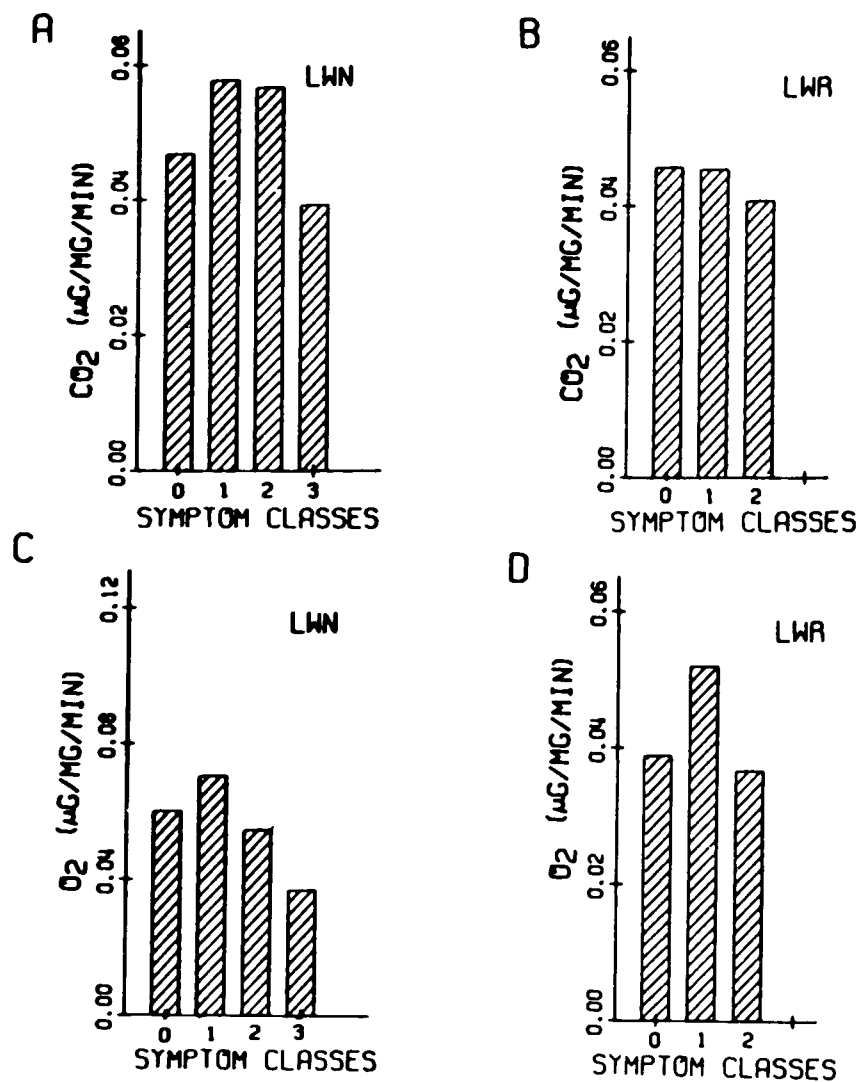 A
LWN
CO2 (µG/MG/MIN)
0.06
0.04
0.02
0.00
0 1 2 3
SYMPTOM CLASSES
B
LWR
CO2 (µG/MG/MIN)
0.06
0.04
0.02
0.00
0 1 2
SYMPTOM CLASSES
C
LWN
O2 (µG/MG/MIN)
0.12
0.08
0.04
0.00
0 1 2 3
SYMPTOM CLASSES
D
LWR
O2 (µG/MG/MIN)
0.06
0.04
0.02
0.00
0 1 2
SYMPTOM CLASSES